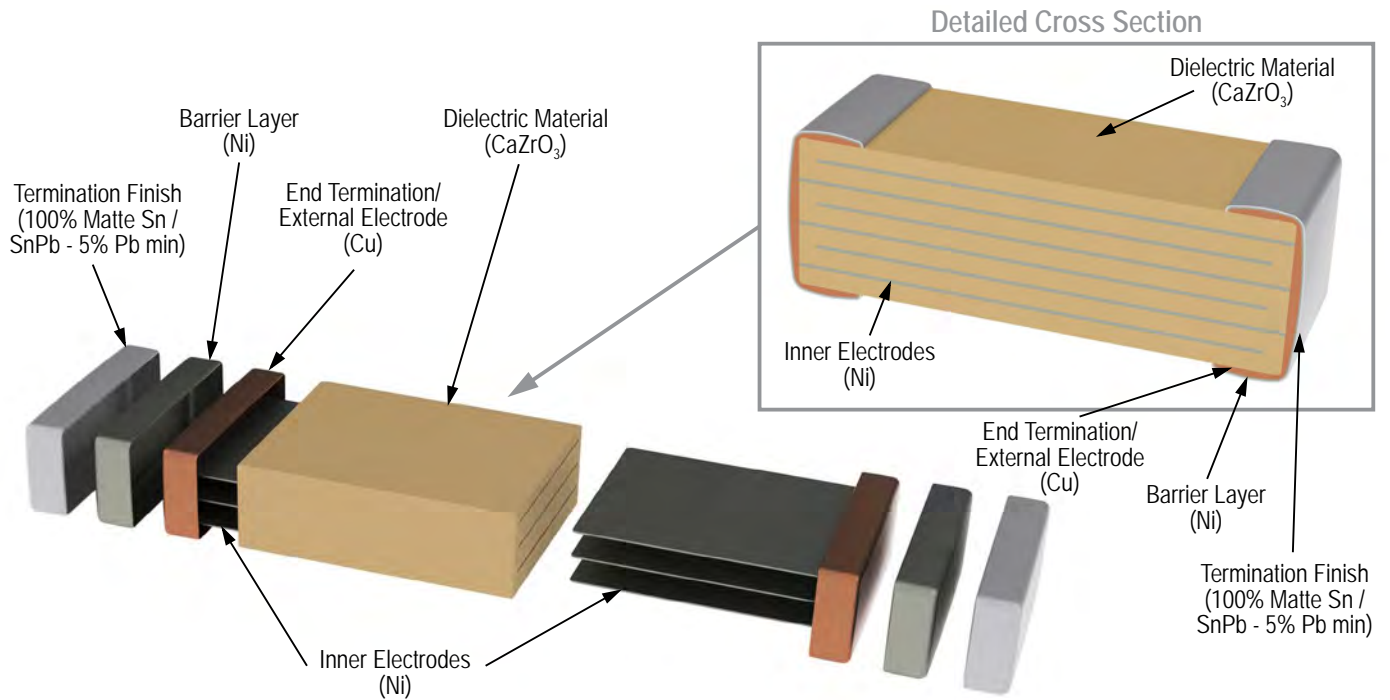 Detailed Cross Section
Dielectric Material
(CaZrO₃)
Barrier Layer
(Ni)
Dielectric Material
(CaZrO₃)
Termination Finish
(100% Matte Sn /
SnPb - 5% Pb min)
End Termination/
External Electrode
(Cu)
Inner Electrodes
(Ni)
End Termination/
External Electrode
(Cu)
Barrier Layer
(Ni)
Termination Finish
(100% Matte Sn /
SnPb - 5% Pb min)
Inner Electrodes
(Ni)